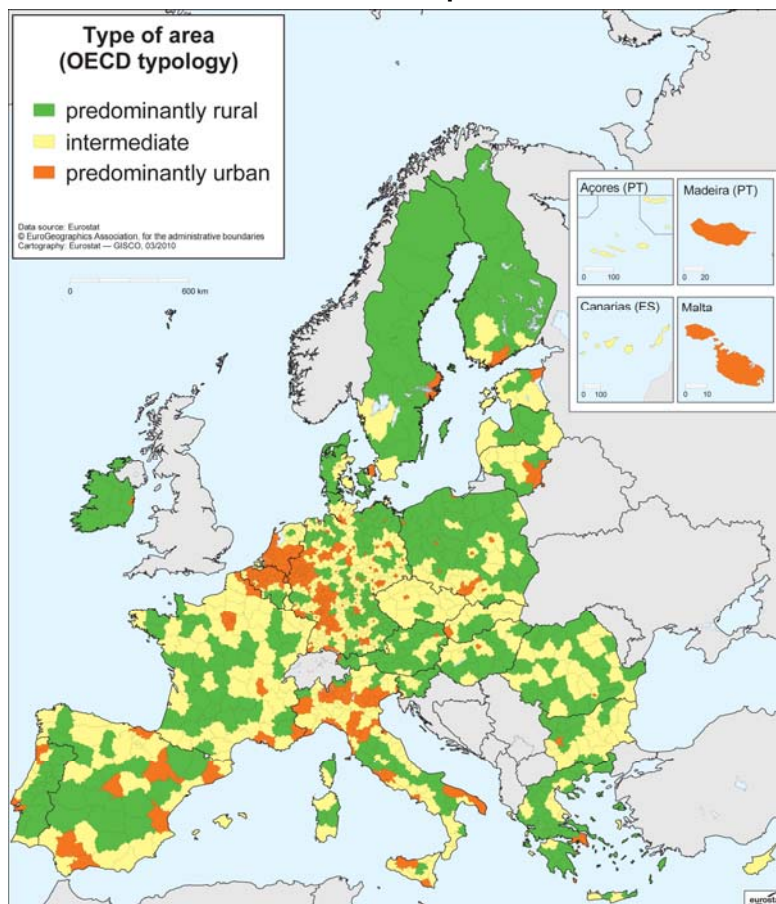 Type of area
(OECD typology)
predominantly rural
intermediate
predominantly urban
Data source: Eurostat
© EuroGeographics Association. for the administrative boundaries
Cartography: Eurostat — GISCO, 03/2010
0 600 km
Açores (PT)
0 100
Madeira (PT)
0 20
Canarias (ES)
0 100
Malta
0 10